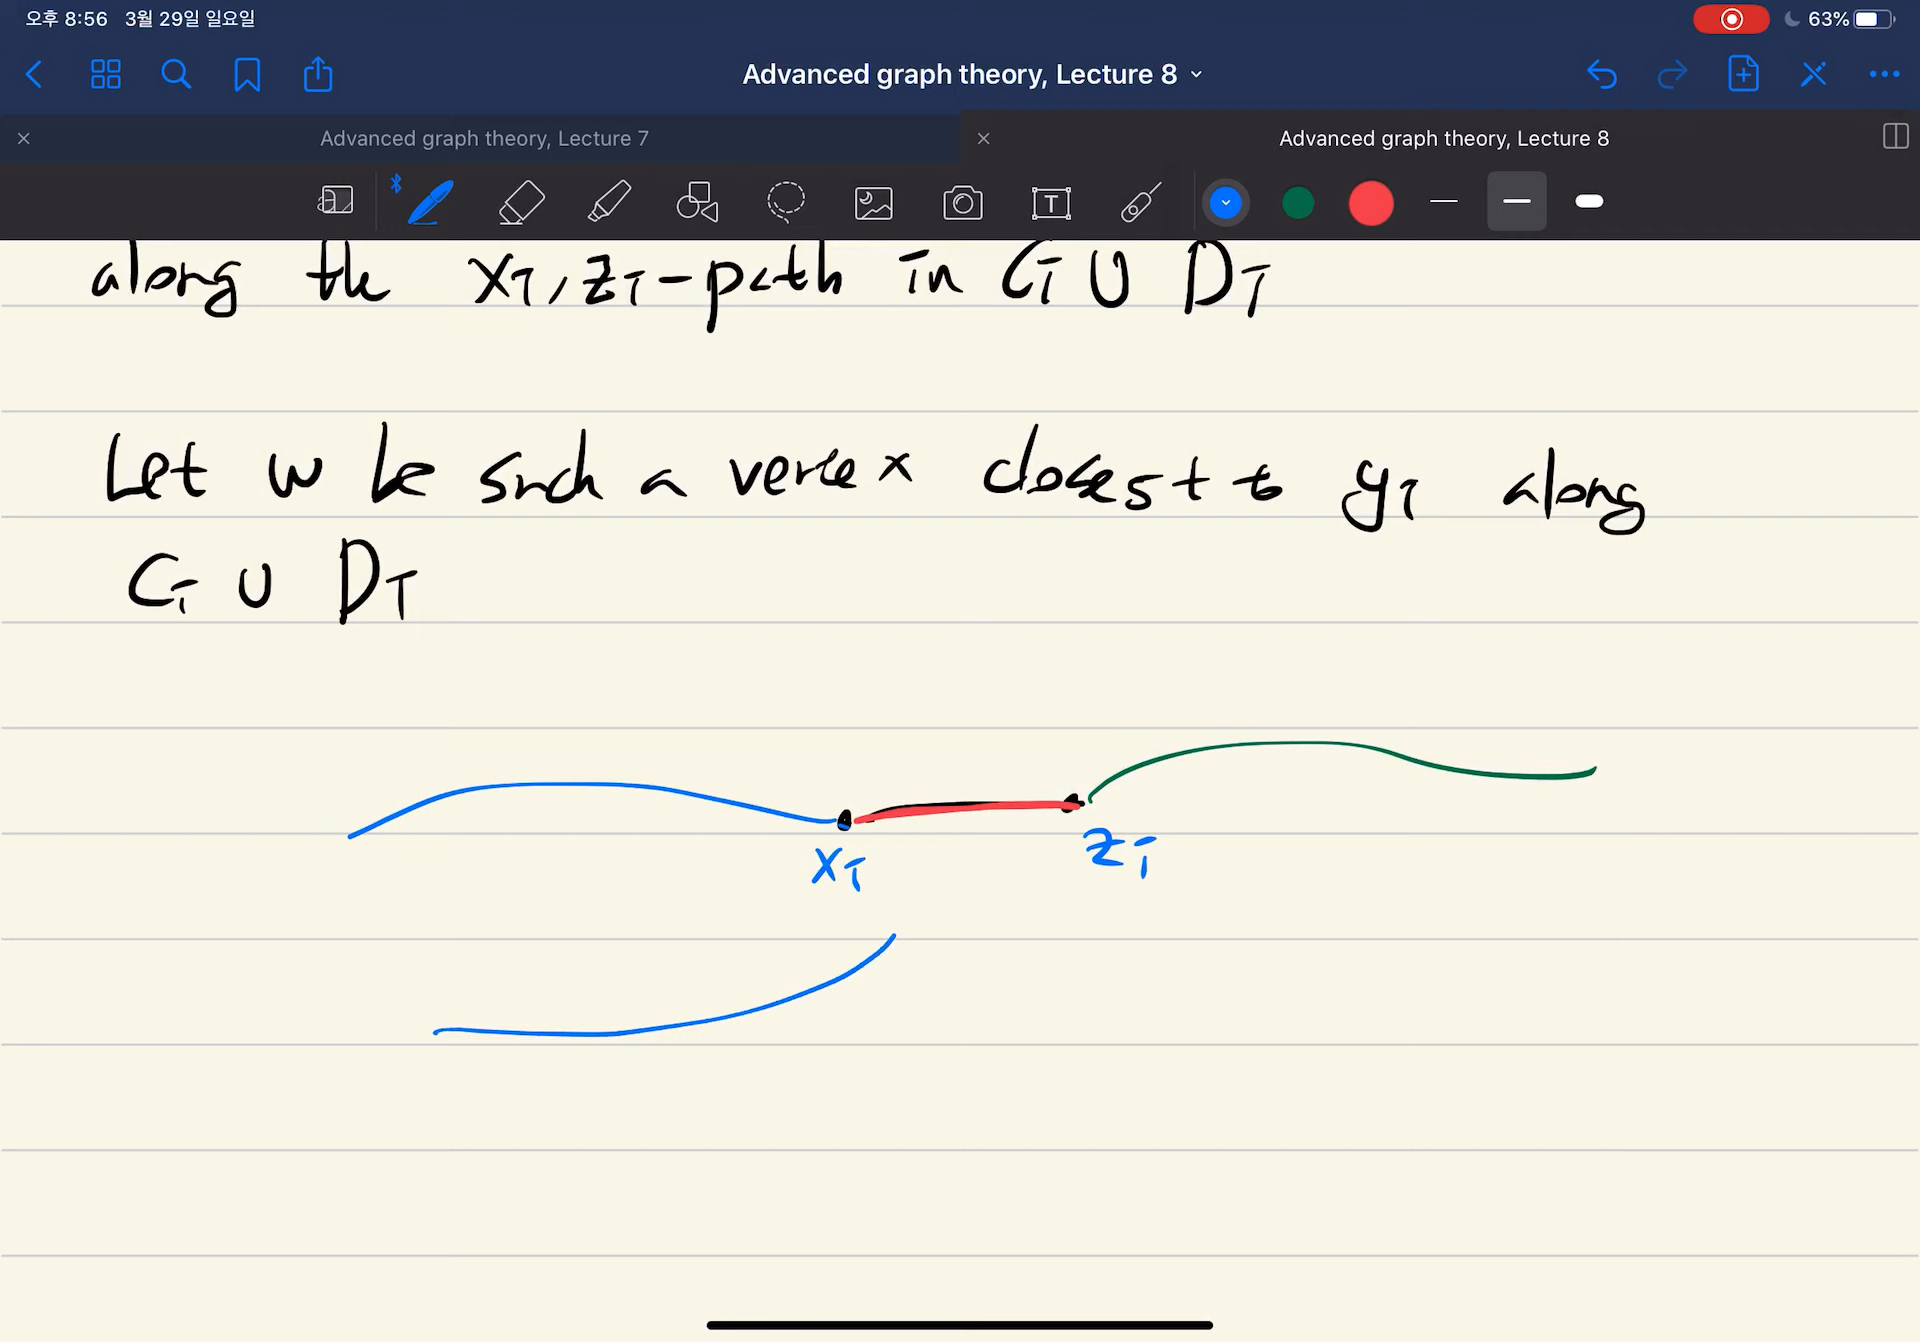 오후 8:56 3월 29일 일요일
63%
Advanced graph theory, Lecture 8
Advanced graph theory, Lecture 7
Advanced graph theory, Lecture 8
along the xᵢ, zᵢ-path in Cᵢ ∪ Dᵢ
Let w be such a vertex closest to yᵢ along
Cᵢ ∪ Dᵢ
xᵢ
zᵢ